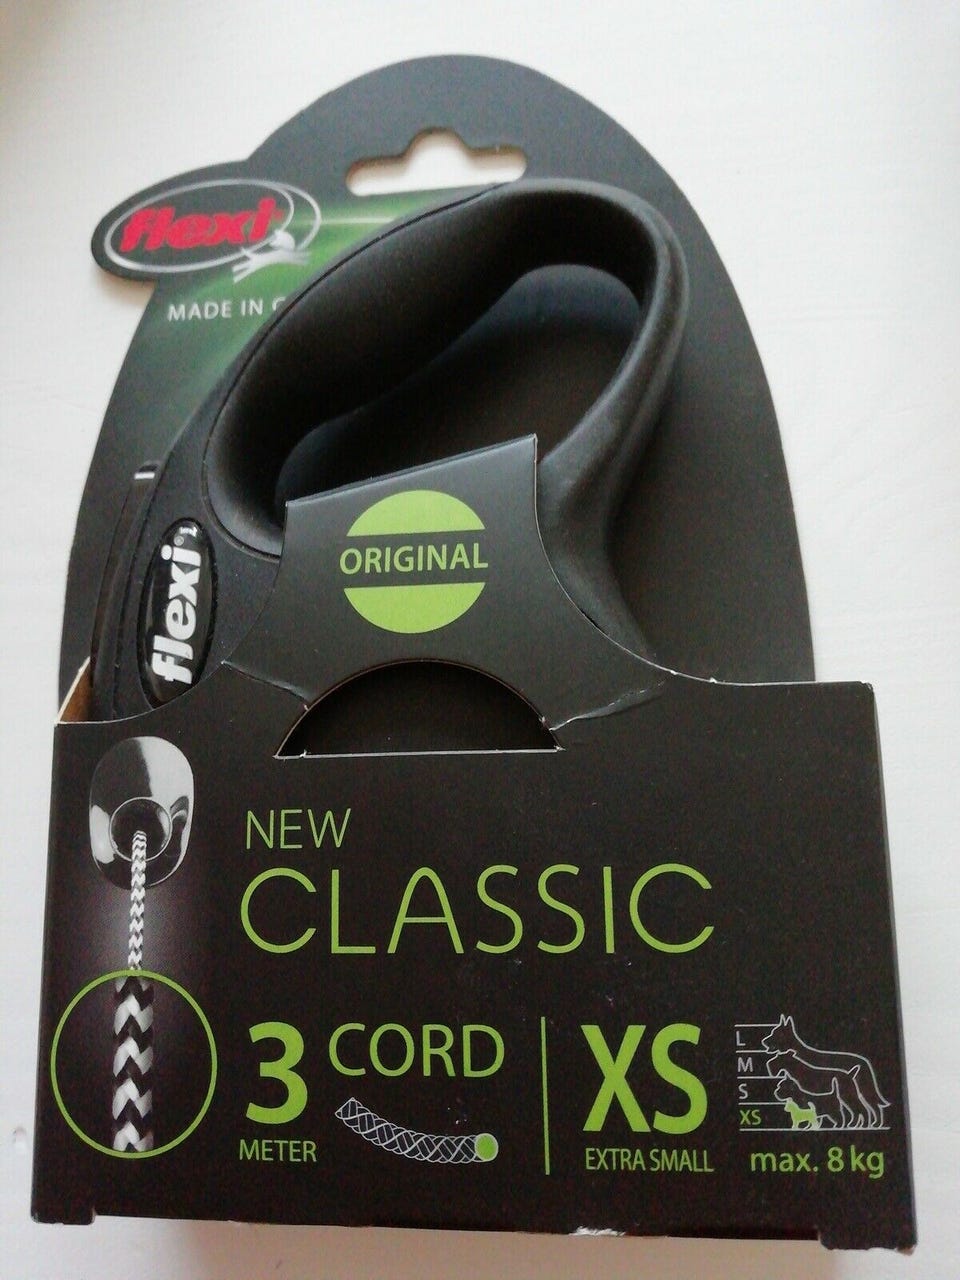 flexi
MADE IN
flexi
ORIGINAL
NEW
CLASSIC
3 CORD
METER
XS
EXTRA SMALL
L
M
S
XS
max. 8 kg